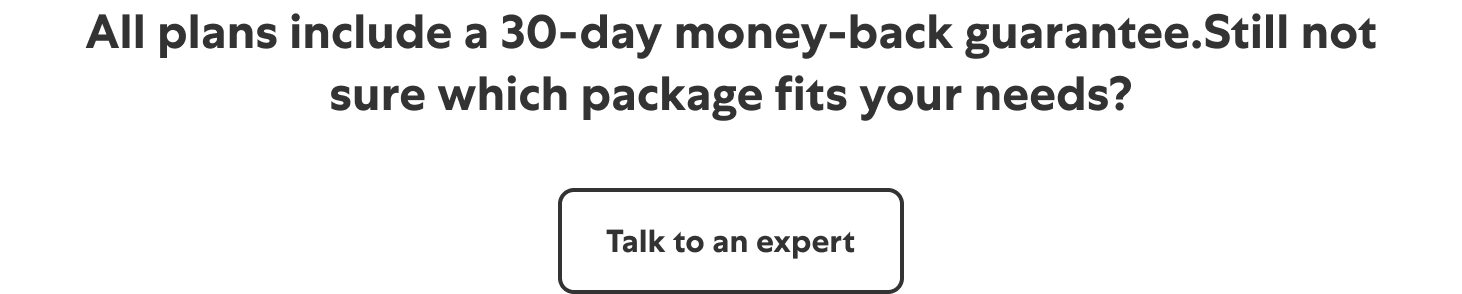 All plans include a 30-day money-back guarantee.Still not
sure which package fits your needs?
Talk to an expert